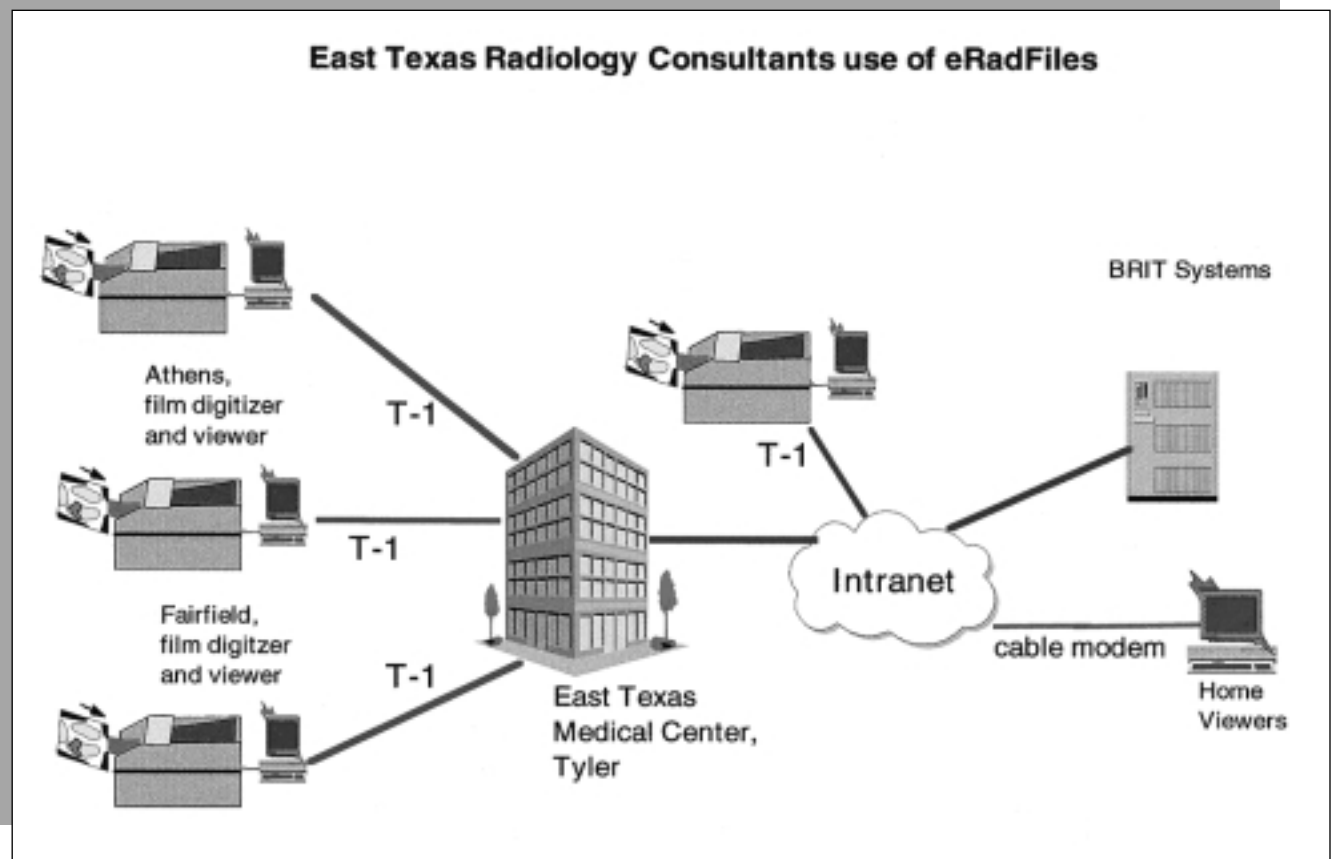 East Texas Radiology Consultants use of eRadFiles
BRIT Systems
Athens,
film digitizer
and viewer
T-1
T-1
T-1
Intranet
T-1
cable modem
Fairfield,
film digitzer
and viewer
T-1
East Texas
Medical Center,
Tyler
Home
Viewers